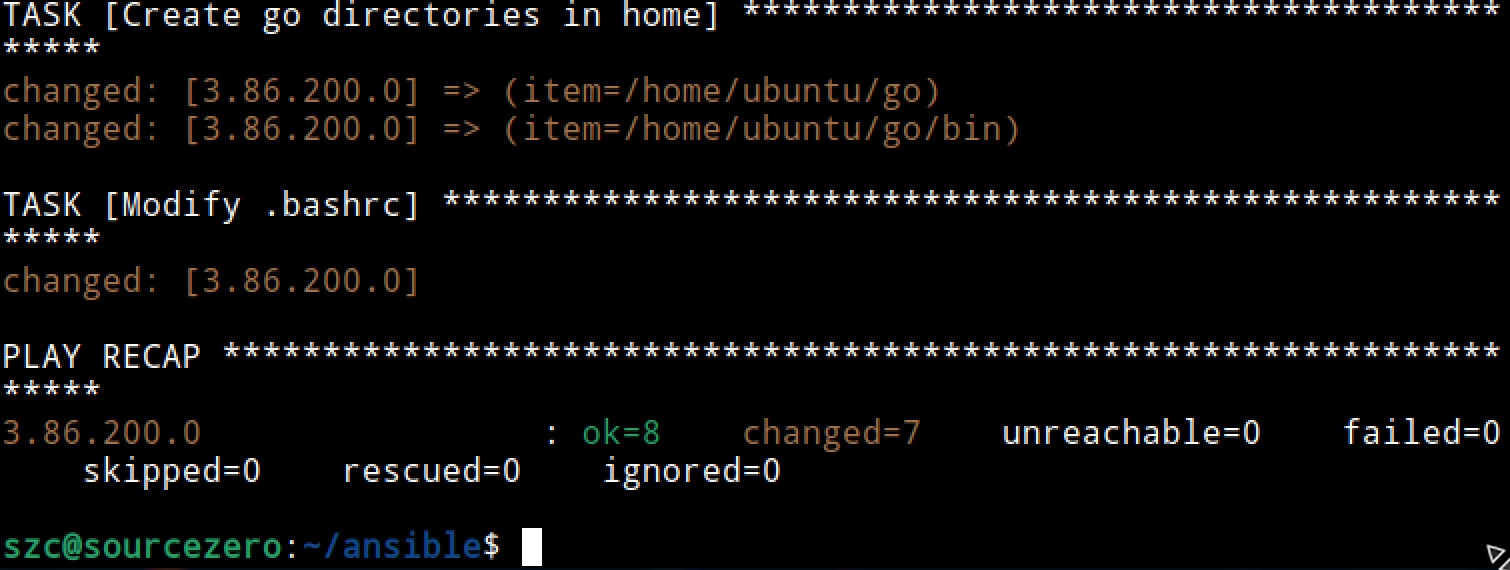 TASK [Create go directories in home] **************************************
*****
changed: [3.86.200.0] => (item=/home/ubuntu/go)
changed: [3.86.200.0] => (item=/home/ubuntu/go/bin)
TASK [Modify .bashrc] *****************************************************
*****
changed: [3.86.200.0]
PLAY RECAP ****************************************************************
*****
3.86.200.0                 : ok=8    changed=7    unreachable=0    failed=0
    skipped=0    rescued=0    ignored=0
szc@sourcezero:~/ansible$